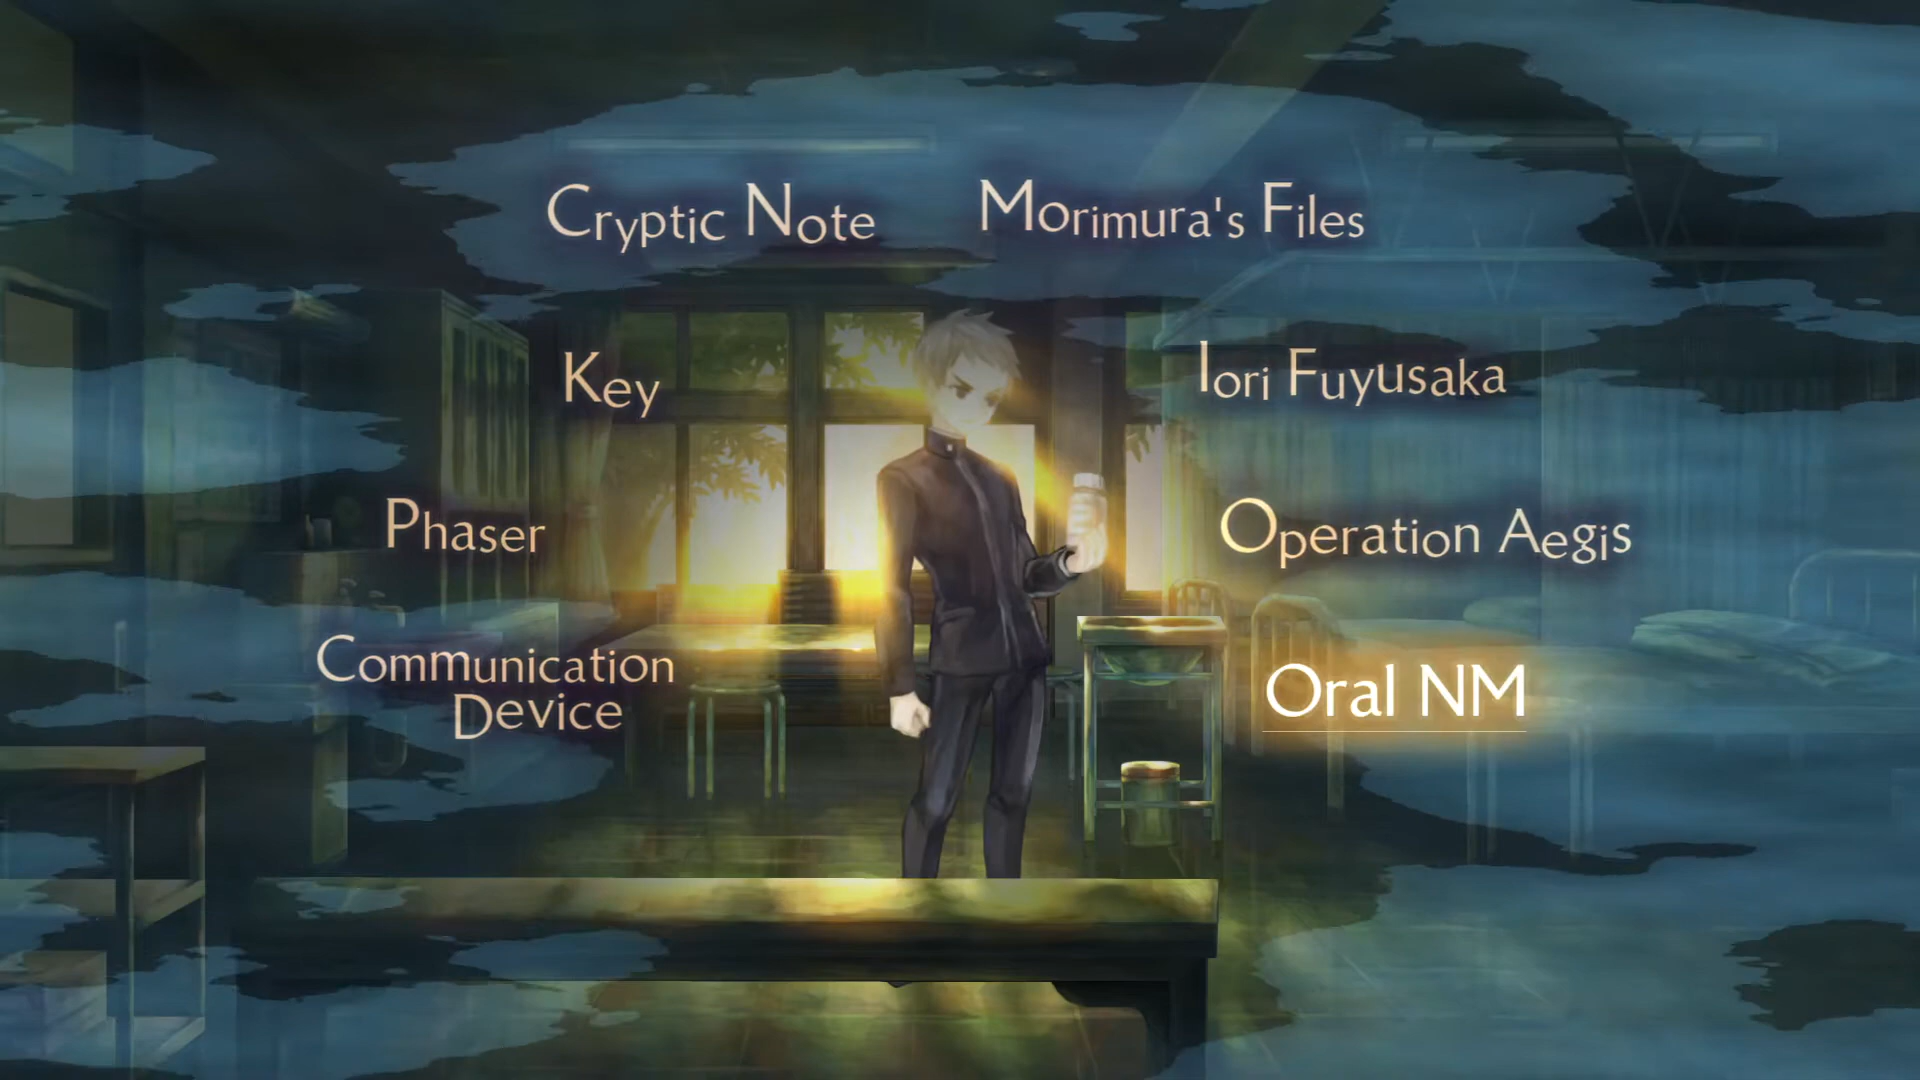 Cryptic Note
Morimura's Files
Key
Iori Fuyusaka
Phaser
Operation Aegis
Communication
Device
Oral NM